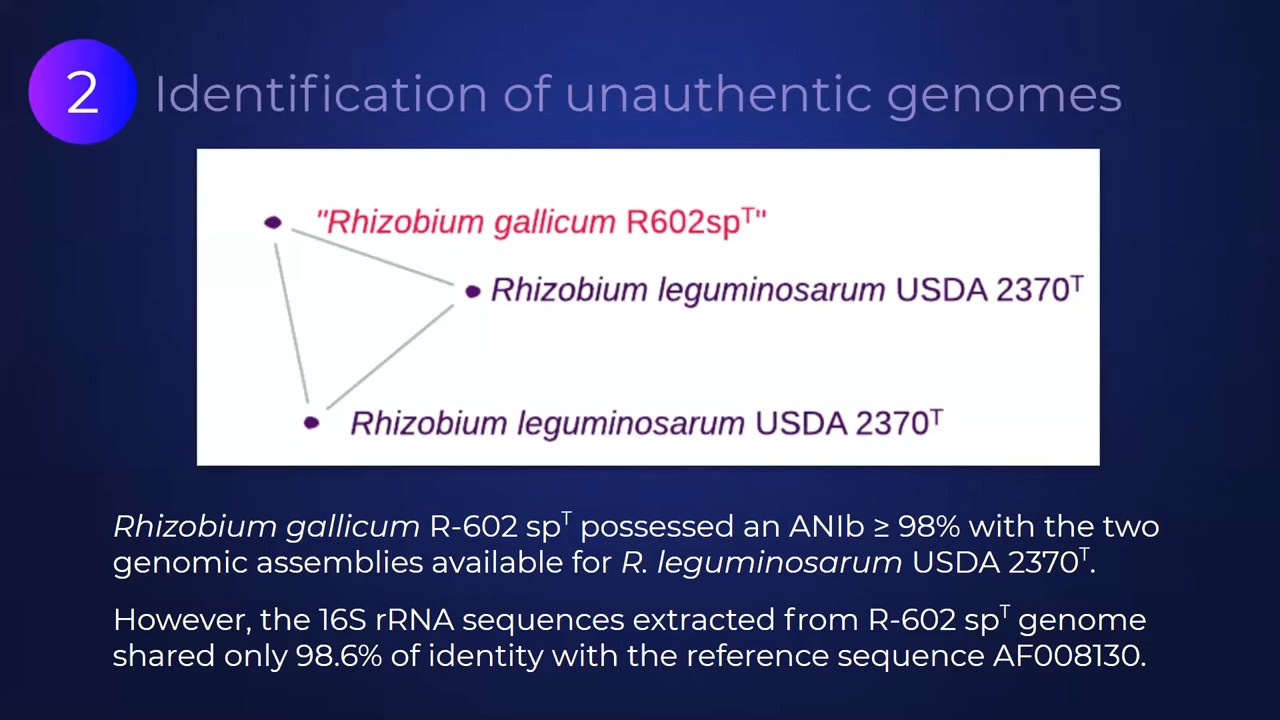 2
Identification of unauthentic genomes
"Rhizobium gallicum R602spᵀ"
Rhizobium leguminosarum USDA 2370ᵀ
Rhizobium leguminosarum USDA 2370ᵀ
Rhizobium gallicum R-602 spᵀ possessed an ANIb ≥ 98% with the two
genomic assemblies available for R. leguminosarum USDA 2370ᵀ.
However, the 16S rRNA sequences extracted from R-602 spᵀ genome
shared only 98.6% of identity with the reference sequence AF008130.